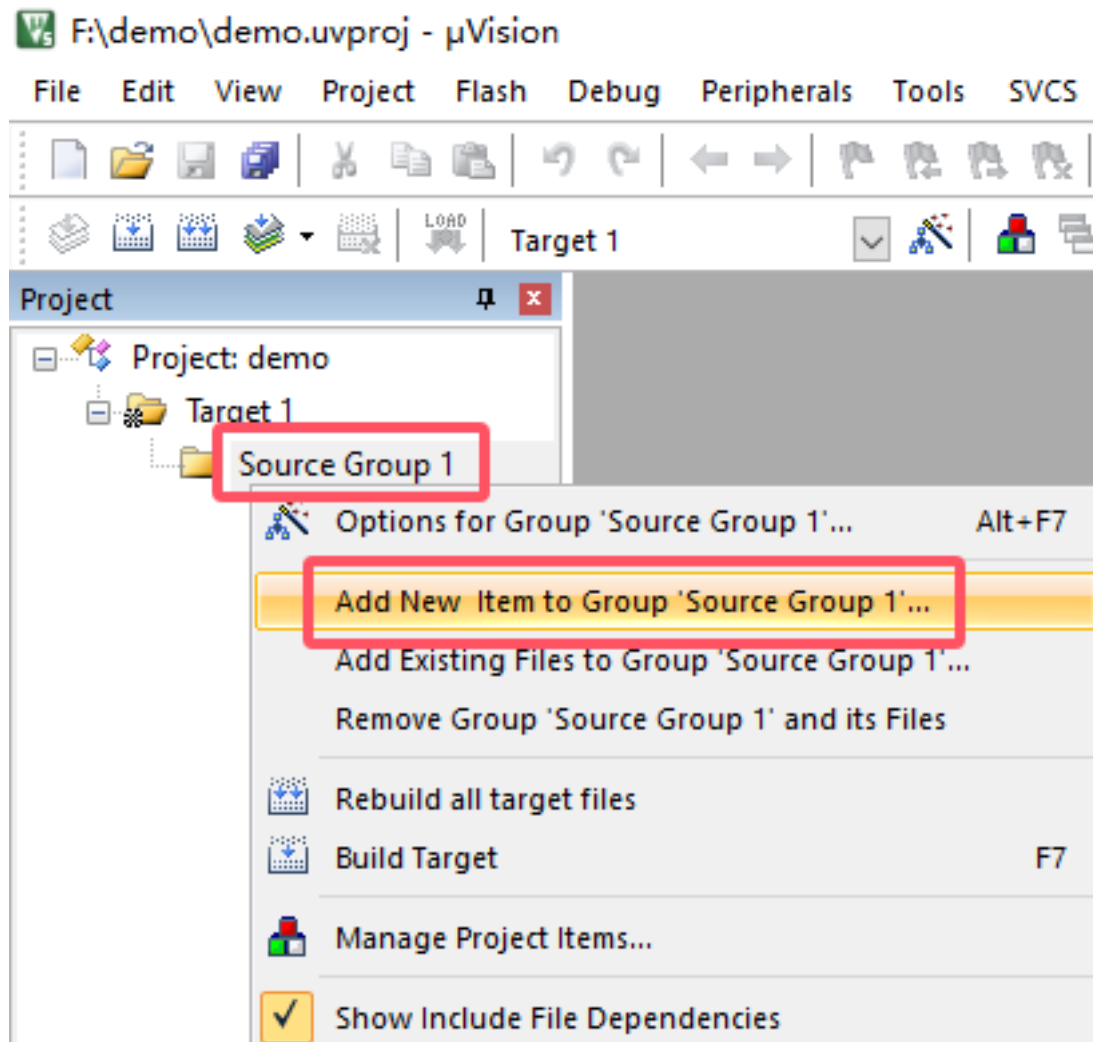 F:\demo\demo.uvproj - µVision
File Edit View Project Flash Debug Peripherals Tools SVCS
LOAD
Target 1
Project
Project: demo
Target 1
Source Group 1
Options for Group 'Source Group 1'... Alt+F7
Add New  Item to Group 'Source Group 1'...
Add Existing Files to Group 'Source Group 1'...
Remove Group 'Source Group 1' and its Files
Rebuild all target files
Build Target F7
Manage Project Items...
Show Include File Dependencies